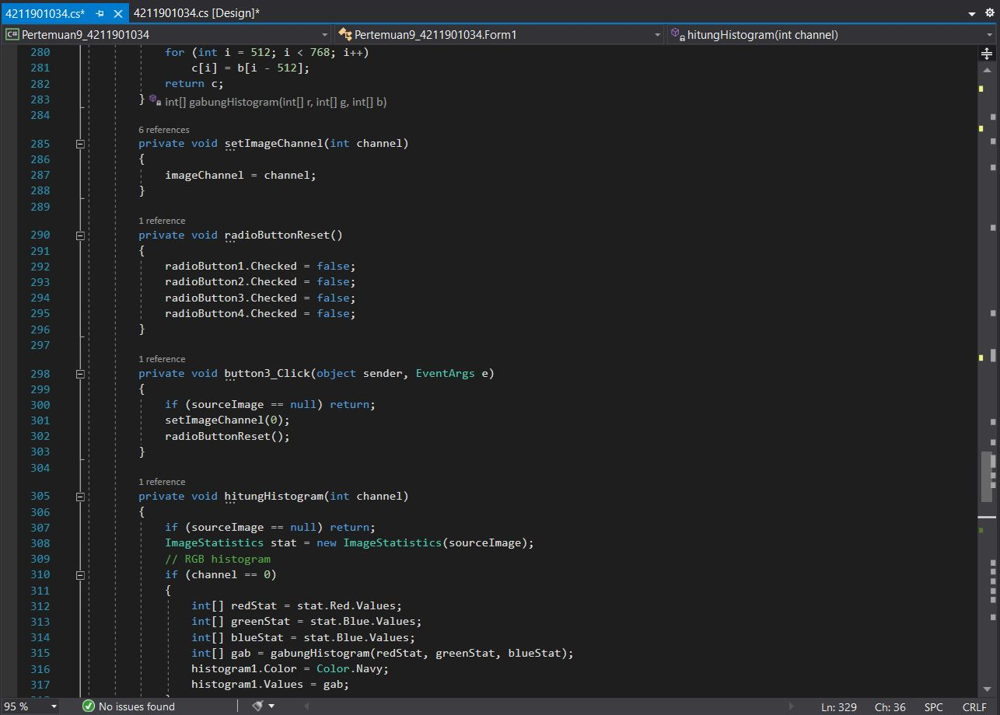 4211901034.cs*
4211901034.cs [Design]*
C# Pertemuan9_4211901034
Pertemuan9_4211901034.Form1
hitungHistogram(int channel)
280 for (int i = 512; i < 768; i++)
281 c[i] = b[i - 512];
282 return c;
283 } int[] gabungHistogram(int[] r, int[] g, int[] b)
284
6 references
285 private void setImageChannel(int channel)
286 {
287 imageChannel = channel;
288 }
289
1 reference
290 private void radioButtonReset()
291 {
292 radioButton1.Checked = false;
293 radioButton2.Checked = false;
294 radioButton3.Checked = false;
295 radioButton4.Checked = false;
296 }
297
1 reference
298 private void button3_Click(object sender, EventArgs e)
299 {
300 if (sourceImage == null) return;
301 setImageChannel(0);
302 radioButtonReset();
303 }
304
1 reference
305 private void hitungHistogram(int channel)
306 {
307 if (sourceImage == null) return;
308 ImageStatistics stat = new ImageStatistics(sourceImage);
309 // RGB histogram
310 if (channel == 0)
311 {
312 int[] redStat = stat.Red.Values;
313 int[] greenStat = stat.Blue.Values;
314 int[] blueStat = stat.Blue.Values;
315 int[] gab = gabungHistogram(redStat, greenStat, blueStat);
316 histogram1.Color = Color.Navy;
317 histogram1.Values = gab;
95 %
No issues found
Ln: 329
Ch: 36
SPC
CRLF